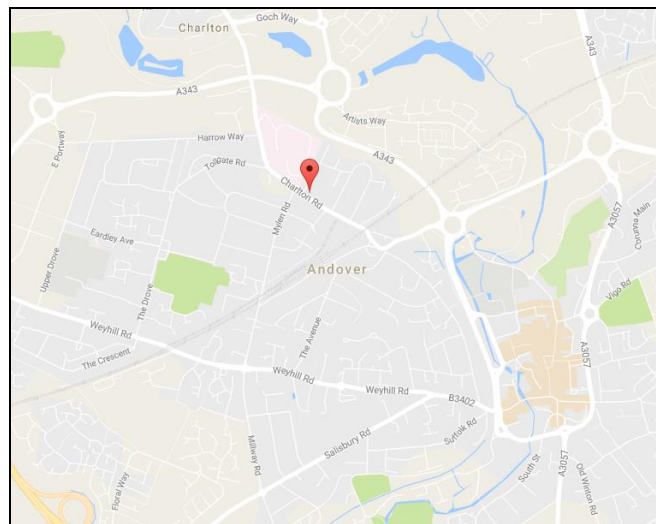 Goch Way
Charlton
A343
A343
E Portway
Artists Way
Harrow Way
A343
Tollgate Rd
Charlton Rd
Mylen Rd
A3057
Main
Eardley Ave
Andover
Upper Drove
The Drove
Vigo Rd
Weyhill Rd
The Avenue
The Crescent
A3057
Weyhill Rd
Weyhill Rd
B3402
Suffolk Rd
Salisbury Rd
Millway Rd
South St
A3057
Old Winton Rd
Floral Way